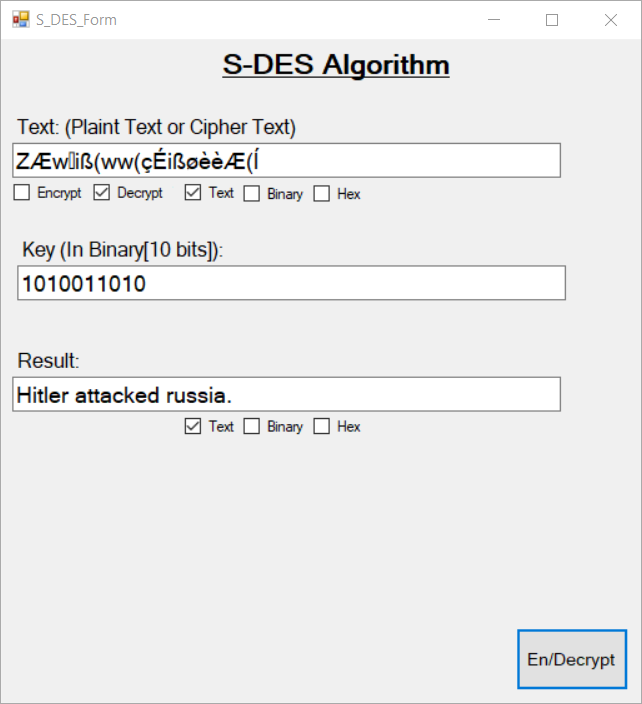 S_DES_Form
S-DES Algorithm
Text: (Plaint Text or Cipher Text)
ZÆw▯iß(ww(çÉißøèèÆ(Í
Encrypt Decrypt Text Binary Hex
Key (In Binary[10 bits]):
1010011010
Result:
Hitler attacked russia.
Text Binary Hex
En/Decrypt